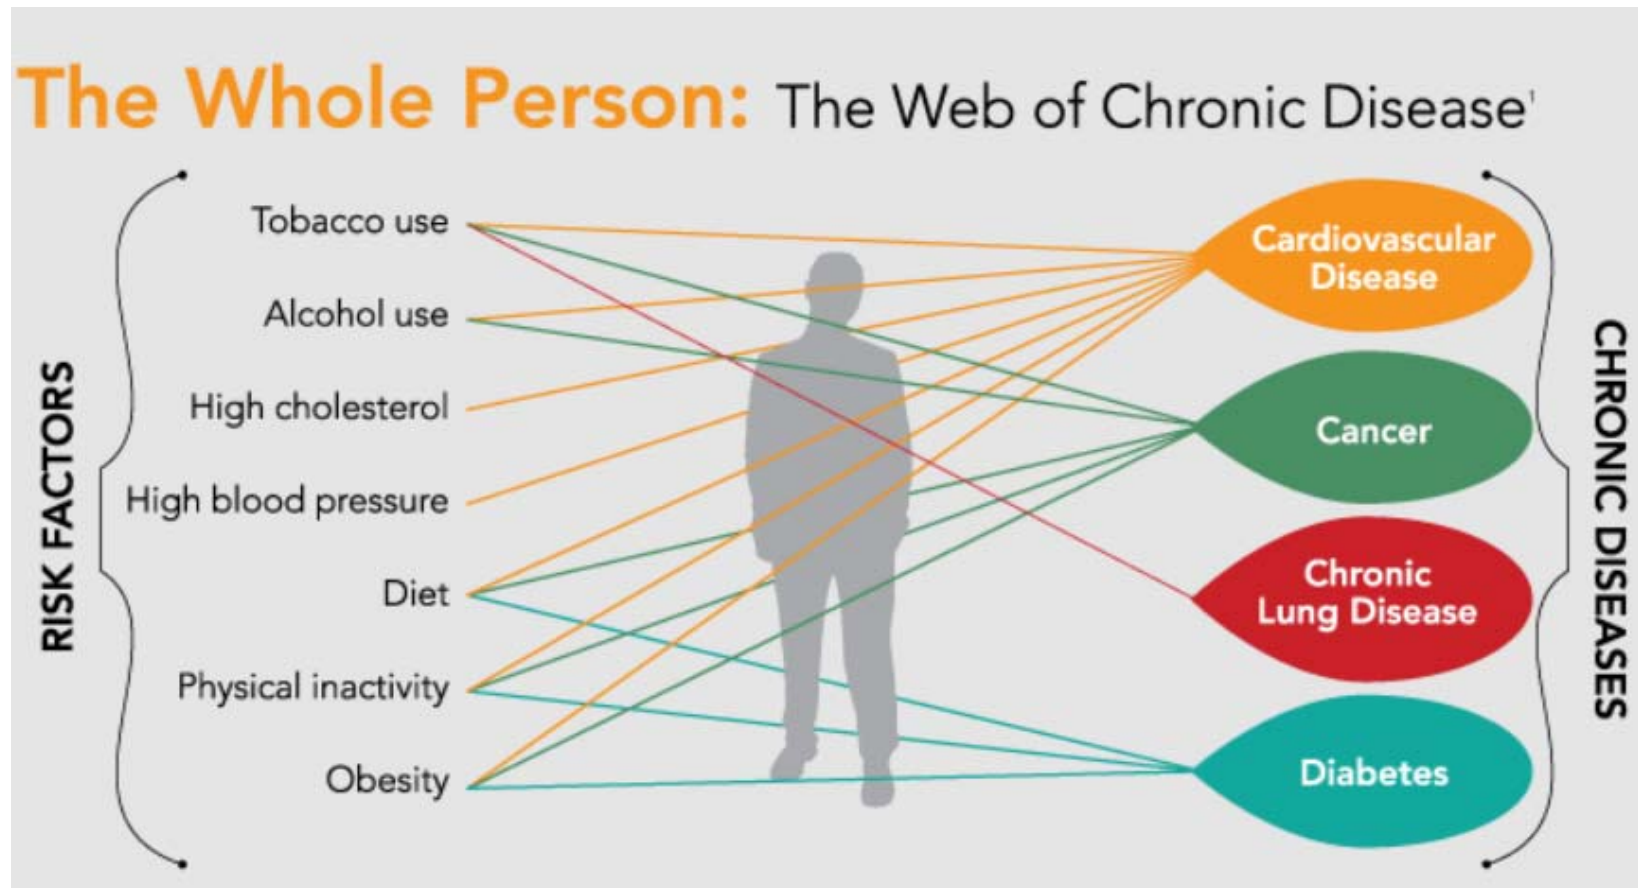 The Whole Person: The Web of Chronic Disease¹
RISK FACTORS
Tobacco use
Alcohol use
High cholesterol
High blood pressure
Diet
Physical inactivity
Obesity
Cardiovascular
Disease
Cancer
Chronic
Lung Disease
Diabetes
CHRONIC DISEASES